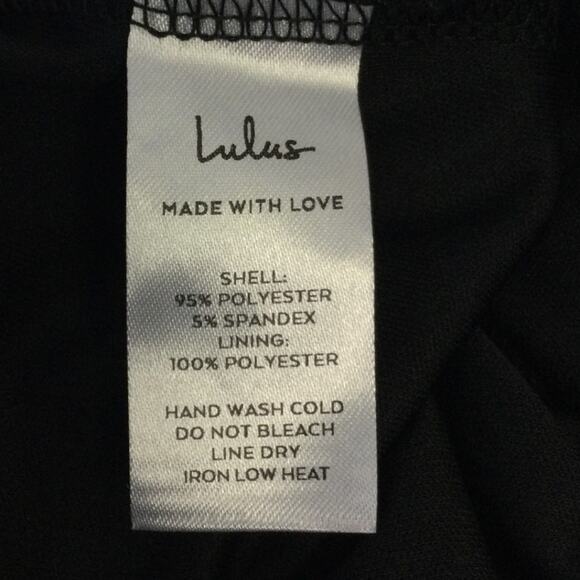 Lulus
MADE WITH LOVE
SHELL:
95% POLYESTER
5% SPANDEX
LINING:
100% POLYESTER
HAND WASH COLD
DO NOT BLEACH
LINE DRY
IRON LOW HEAT